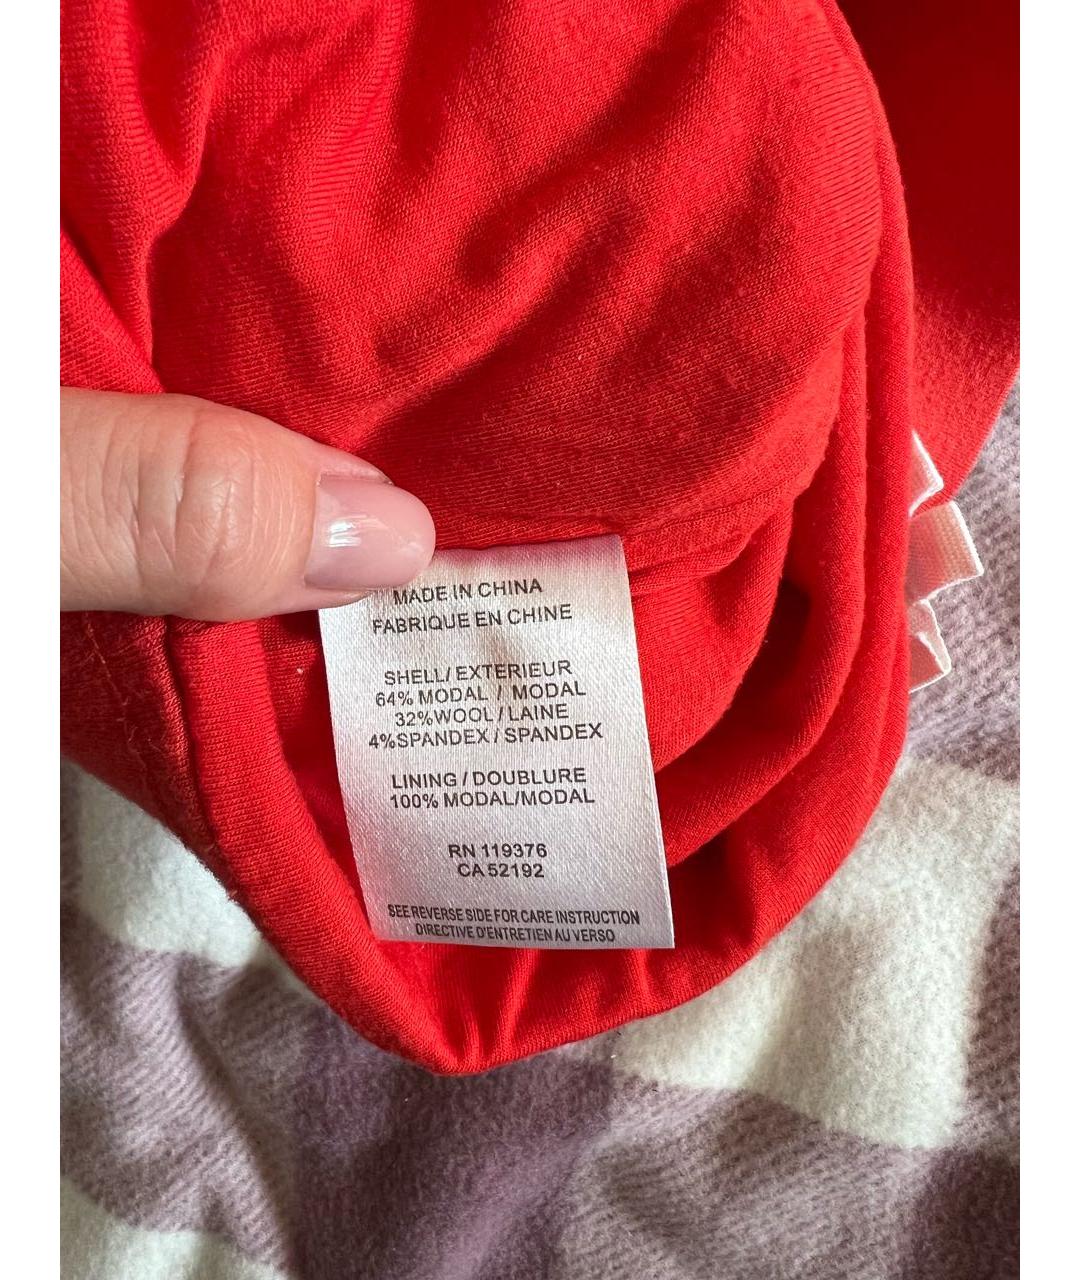 MADE IN CHINA
FABRIQUE EN CHINE
SHELL/EXTERIEUR
64% MODAL / MODAL
32%WOOL/LAINE
4%SPANDEX/SPANDEX
LINING/DOUBLURE
100% MODAL/MODAL
RN 119376
CA 52192
SEE REVERSE SIDE FOR CARE INSTRUCTION
DIRECTIVE D'ENTRETIEN AU VERSO